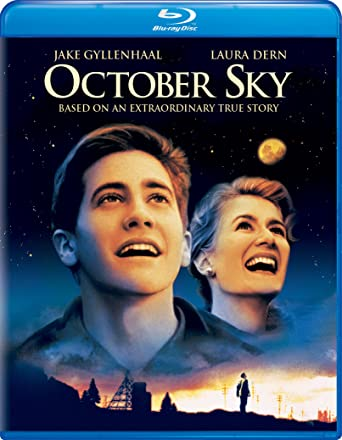 Blu-ray Disc
JAKE GYLLENHAAL LAURA DERN
OCTOBER SKY
BASED ON AN EXTRAORDINARY TRUE STORY